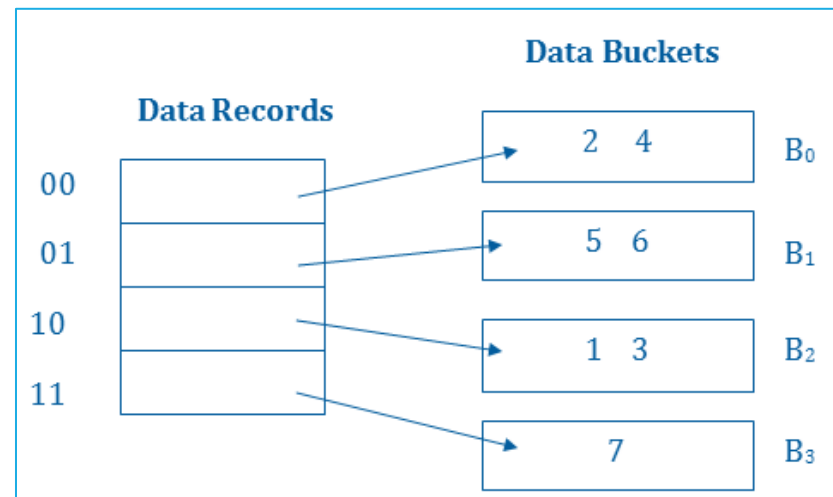 Data Buckets
Data Records
2 4 B₀
00
5 6 B₁
01
10
1 3 B₂
11
7 B₃